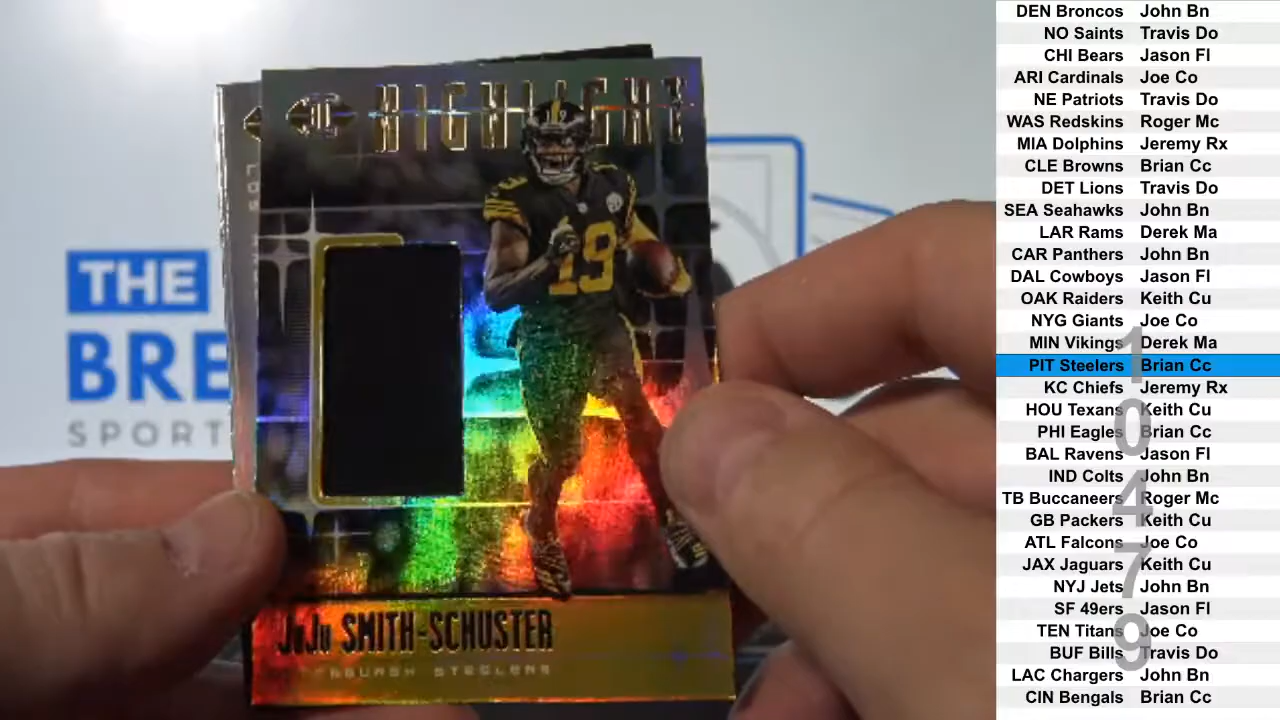 HIGHLIGHT
19
JuJu SMITH-SCHUSTER
STEELERS
THE
BRE
SPORT
DEN Broncos John Bn
NO Saints Travis Do
CHI Bears Jason Fl
ARI Cardinals Joe Co
NE Patriots Travis Do
WAS Redskins Roger Mc
MIA Dolphins Jeremy Rx
CLE Browns Brian Cc
DET Lions Travis Do
SEA Seahawks John Bn
LAR Rams Derek Ma
CAR Panthers John Bn
DAL Cowboys Jason Fl
OAK Raiders Keith Cu
NYG Giants Joe Co
MIN Vikings Derek Ma
PIT Steelers Brian Cc
KC Chiefs Jeremy Rx
HOU Texans Keith Cu
PHI Eagles Brian Cc
BAL Ravens Jason Fl
IND Colts John Bn
TB Buccaneers Roger Mc
GB Packers Keith Cu
ATL Falcons Joe Co
JAX Jaguars Keith Cu
NYJ Jets John Bn
SF 49ers Jason Fl
TEN Titans Joe Co
BUF Bills Travis Do
LAC Chargers John Bn
CIN Bengals Brian Cc
10479